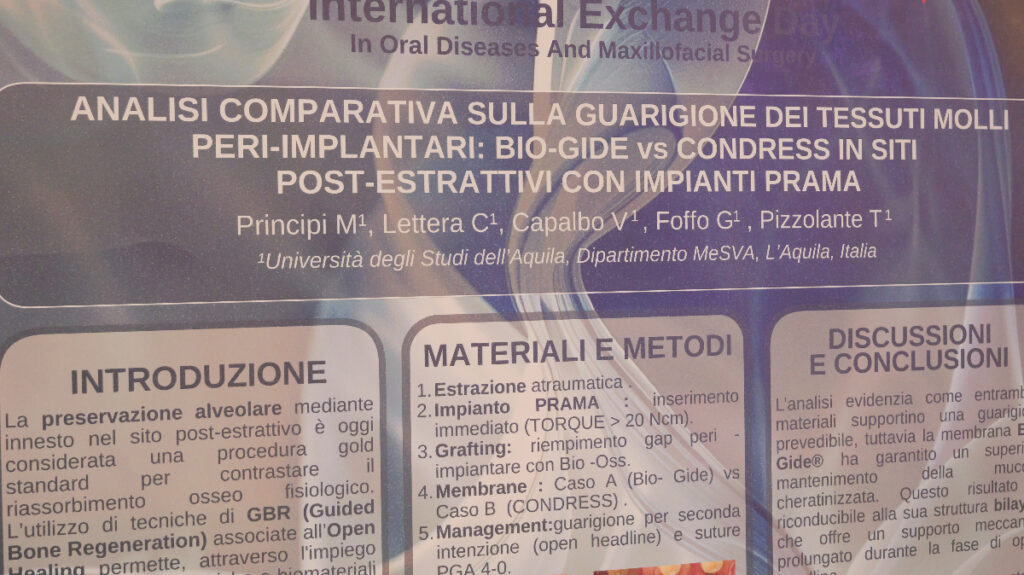 International Exchange Day
In Oral Diseases And Maxillofacial Surgery
ANALISI COMPARATIVA SULLA GUARIGIONE DEI TESSUTI MOLLI
PERI-IMPLANTARI: BIO-GIDE vs CONDRESS IN SITI
POST-ESTRATTIVI CON IMPIANTI PRAMA
Principi M¹, Lettera C¹, Capalbo V¹, Foffo G¹, Pizzolante T¹
¹Università degli Studi dell'Aquila, Dipartimento MeSVA, L'Aquila, Italia
INTRODUZIONE
La preservazione alveolare mediante
innesto nel sito post-estrattivo è oggi
considerata una procedura gold
standard per contrastare il
riassorbimento osseo fisiologico.
L'utilizzo di tecniche di GBR (Guided
Bone Regeneration) associate all'Open
Healing permette, attraverso l'impiego
biomateriali
MATERIALI E METODI
1. Estrazione atraumatica .
2. Impianto PRAMA : inserimento
immediato (TORQUE > 20 Ncm).
3. Grafting: riempimento gap peri -
implantare con Bio -Oss.
4. Membrane : Caso A (Bio- Gide) vs
Caso B (CONDRESS) .
5. Management:guarigione per seconda
intenzione (open headline) e suture
PGA 4-0.
DISCUSSIONI
E CONCLUSIONI
L'analisi evidenzia come
materiali supportino una
prevedibile, tuttavia la membrana
Gide® ha garantito un
mantenimento della
cheratinizzata. Questo risultato
riconducibile alla sua struttura
che offre un supporto
prolungato durante la fase di